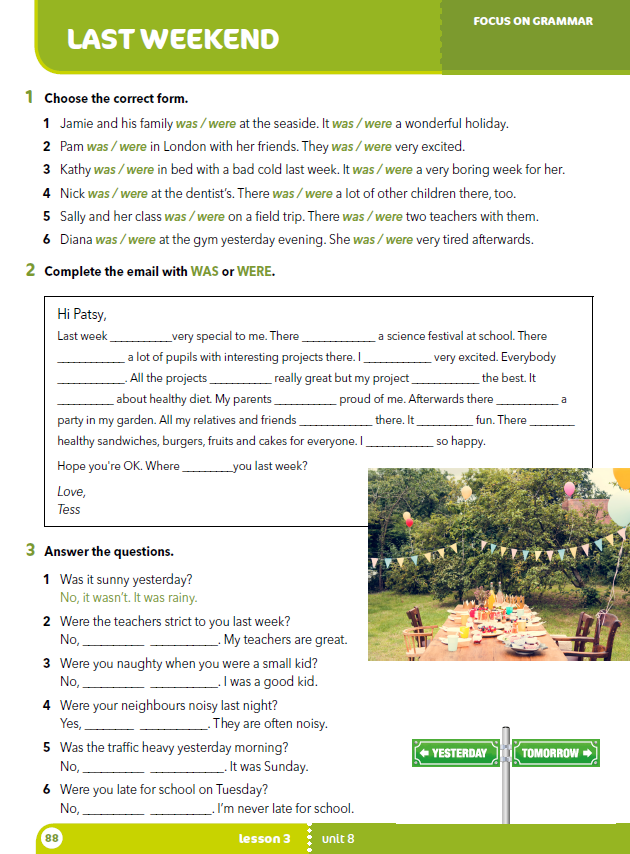 LAST WEEKEND
FOCUS ON GRAMMAR
1 Choose the correct form.
1 Jamie and his family was / were at the seaside. It was / were a wonderful holiday.
2 Pam was / were in London with her friends. They was / were very excited.
3 Kathy was / were in bed with a bad cold last week. It was / were a very boring week for her.
4 Nick was / were at the dentist's. There was / were a lot of other children there, too.
5 Sally and her class was / were on a field trip. There was / were two teachers with them.
6 Diana was / were at the gym yesterday evening. She was / were very tired afterwards.
2 Complete the email with WAS or WERE.
Hi Patsy,
Last week ___________very special to me. There ____________ a science festival at school. There
___________ a lot of pupils with interesting projects there. I ___________ very excited. Everybody
___________. All the projects __________ really great but my project ___________ the best. It
_________ about healthy diet. My parents __________ proud of me. Afterwards there __________ a
party in my garden. All my relatives and friends ____________ there. It _________ fun. There _______
healthy sandwiches, burgers, fruits and cakes for everyone. I ___________ so happy.
Hope you're OK. Where ________you last week?
Love,
Tess
3 Answer the questions.
1 Was it sunny yesterday?
No, it wasn't. It was rainy.
2 Were the teachers strict to you last week?
No, _________ __________. My teachers are great.
3 Were you naughty when you were a small kid?
No, _________ __________. I was a good kid.
4 Were your neighbours noisy last night?
Yes, _______ __________. They are often noisy.
5 Was the traffic heavy yesterday morning?
No, _________ ___________. It was Sunday.
6 Were you late for school on Tuesday?
No, _________ _________. I'm never late for school.
YESTERDAY TOMORROW
88 lesson 3 unit 8